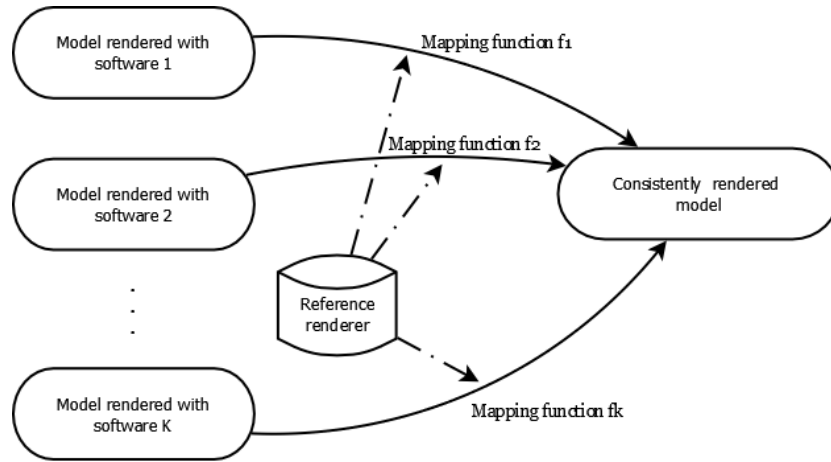 Model rendered with
software 1
Mapping function f1
Model rendered with
software 2
Mapping function f2
Consistently rendered
model
Reference
renderer
Model rendered with
software K
Mapping function fk